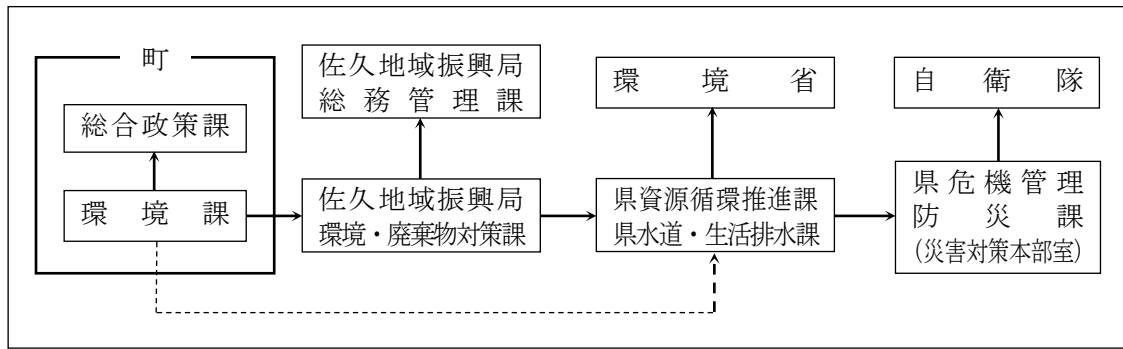 町
総合政策課
環境課
佐久地域振興局
総務管理課
佐久地域振興局
環境・廃棄物対策課
環境省
県資源循環推進課
県水道・生活排水課
自衛隊
県危機管理
防災課
(災害対策本部室)